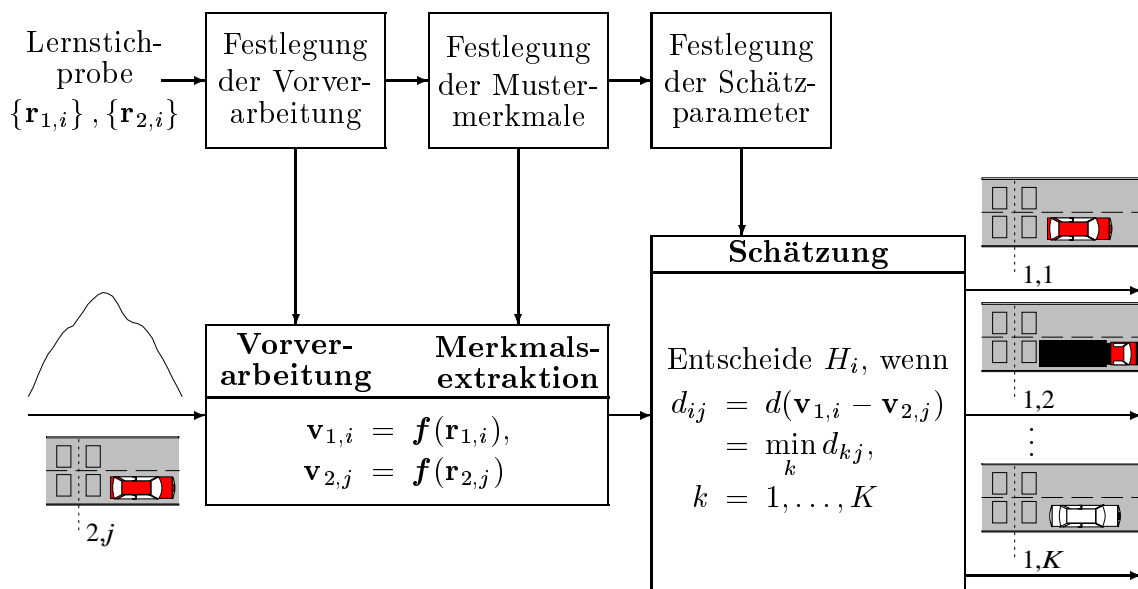 Lernstich-
probe
{r₁,ᵢ} , {r₂,ᵢ}
Festlegung
der Vorver-
arbeitung
Festlegung
der Muster-
merkmale
Festlegung
der Schätz-
parameter
Schätzung
Entscheide Hᵢ, wenn
dᵢⱼ = d(v₁,ᵢ − v₂,ⱼ)
= min dₖⱼ,
k
k = 1, . . . , K
Vorver-
arbeitung
Merkmals-
extraktion
v₁,ᵢ = f(r₁,ᵢ),
v₂,ⱼ = f(r₂,ⱼ)
2,j
1,1
1,2
⋮
1,K